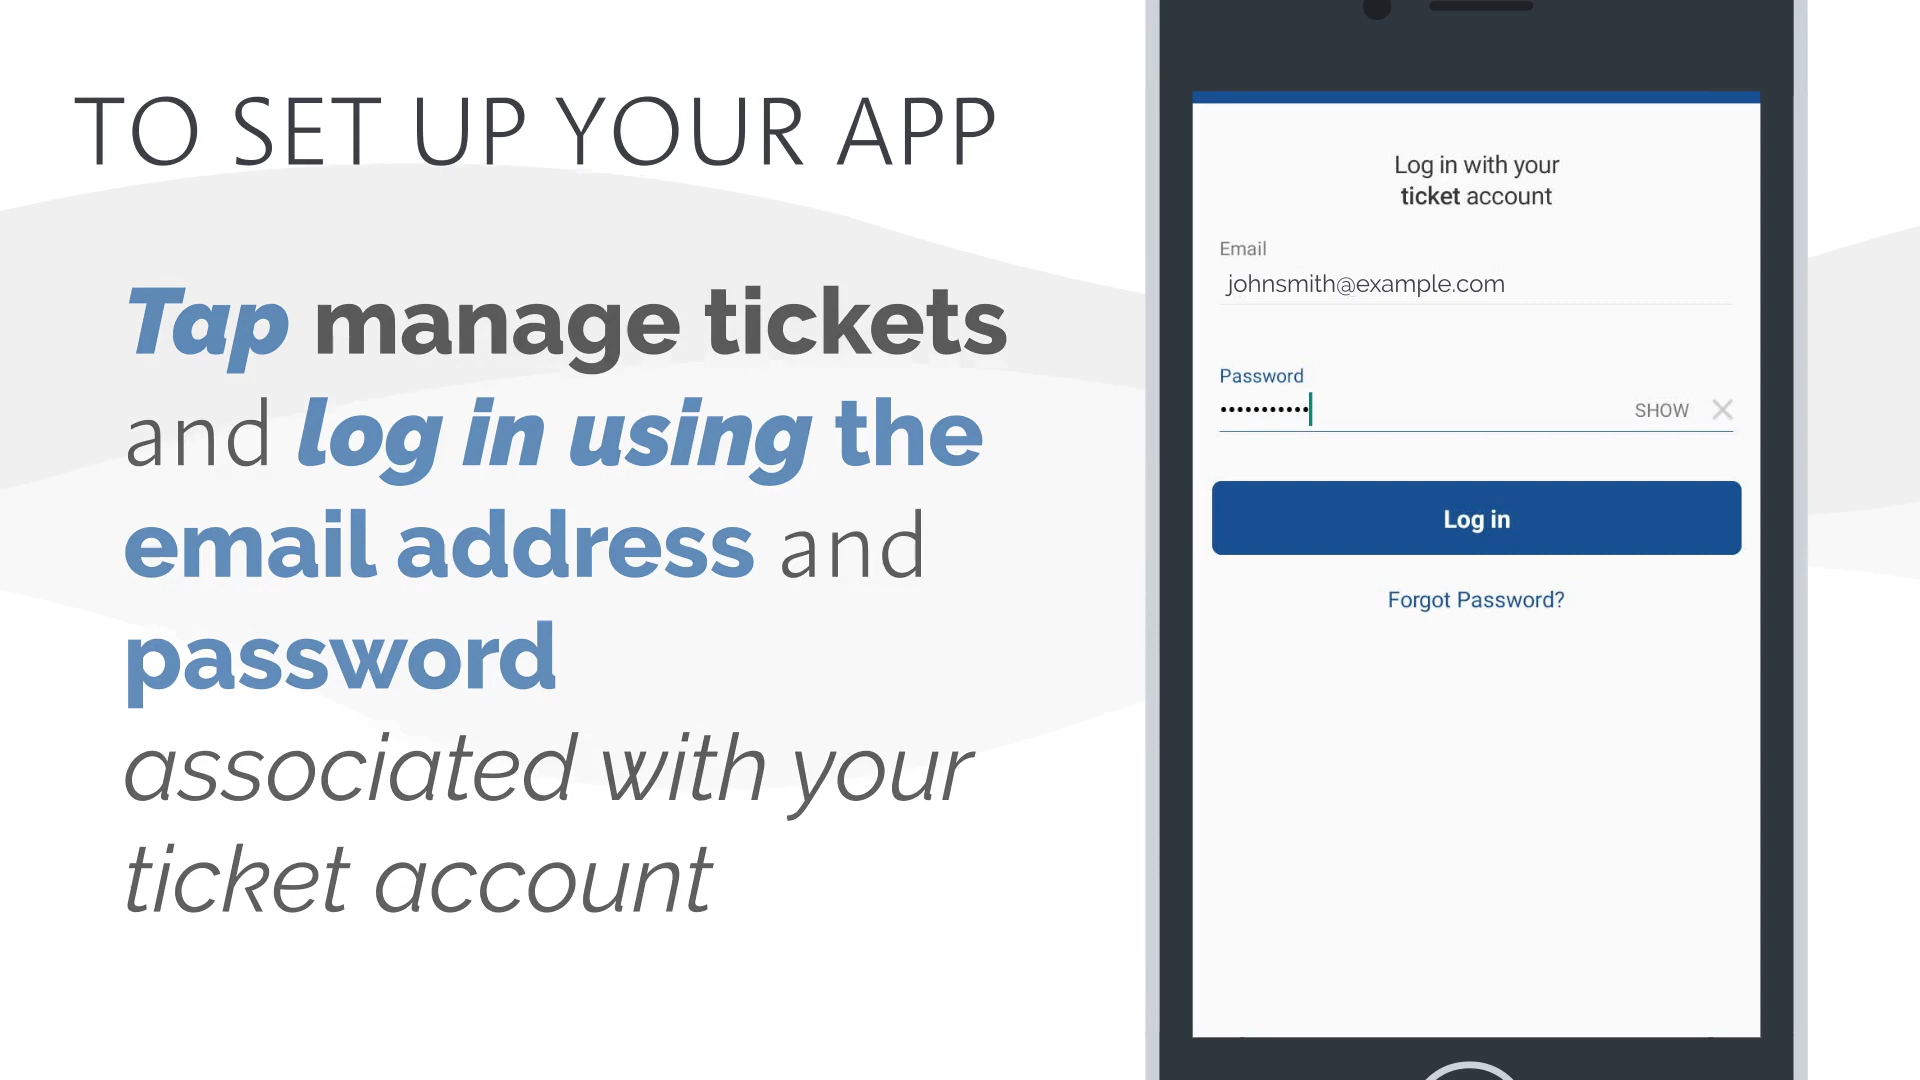 TO SET UP YOUR APP
Tap manage tickets
and log in using the
email address and
password
associated with your
ticket account
Log in with your
ticket account
Email
johnsmith@example.com
Password
••••••••••• SHOW
Log in
Forgot Password?